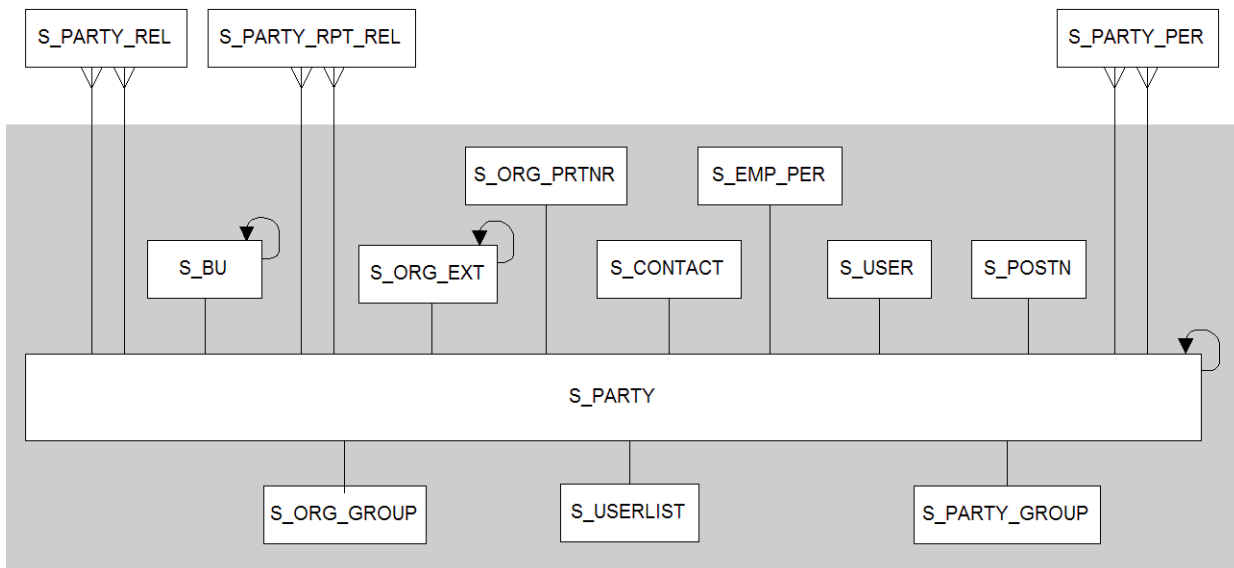 S_PARTY_REL
S_PARTY_RPT_REL
S_PARTY_PER
S_ORG_PRTNR
S_EMP_PER
S_BU
S_ORG_EXT
S_CONTACT
S_USER
S_POSTN
S_PARTY
S_ORG_GROUP
S_USERLIST
S_PARTY_GROUP